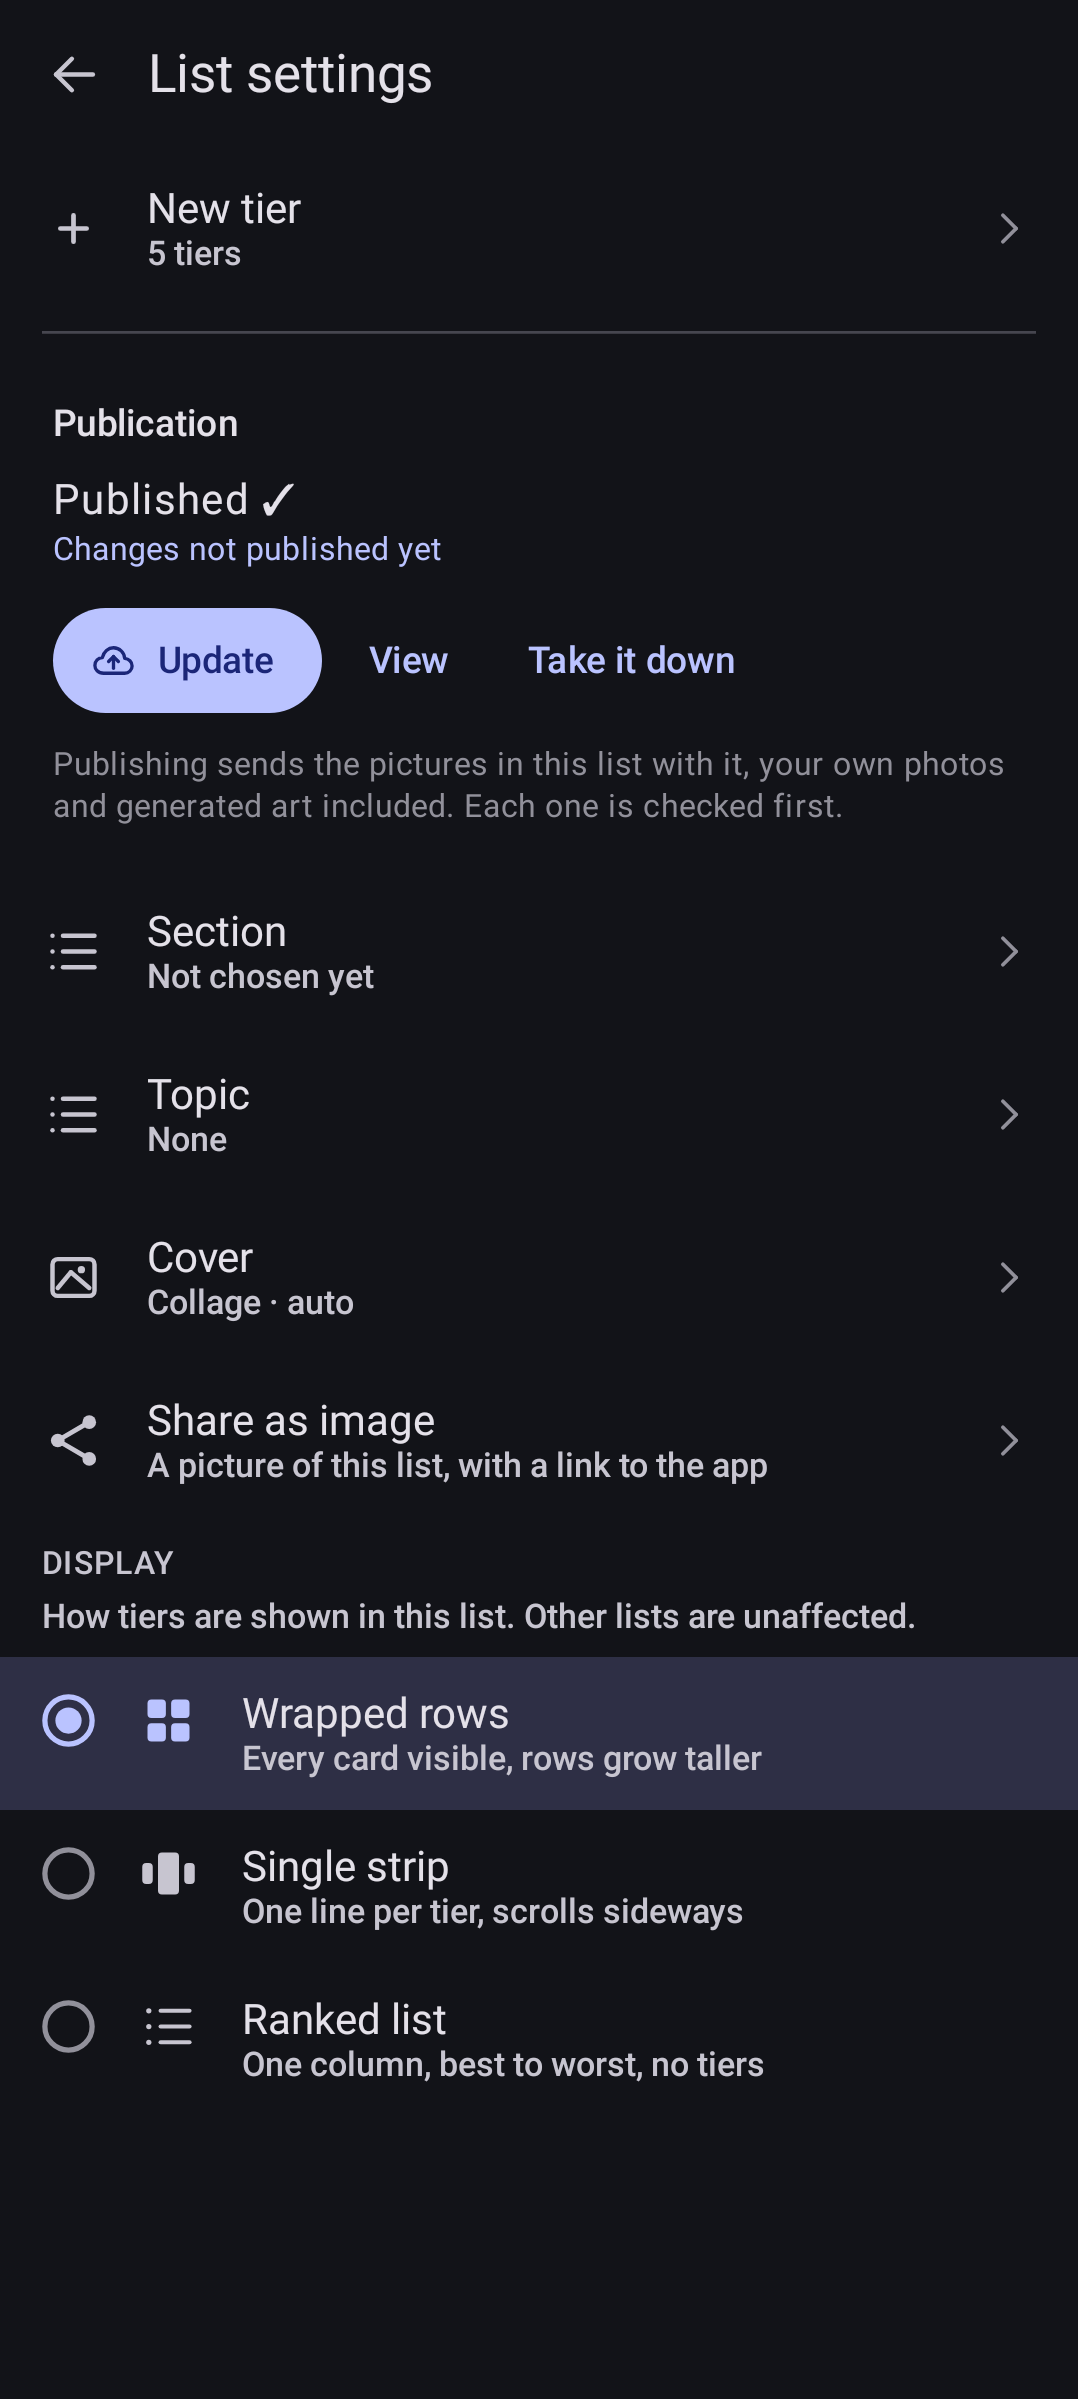 List settings
New tier
5 tiers
Publication
Published ✓
Changes not published yet
Update
View
Take it down
Publishing sends the pictures in this list with it, your own photos
and generated art included. Each one is checked first.
Section
Not chosen yet
Topic
None
Cover
Collage · auto
Share as image
A picture of this list, with a link to the app
DISPLAY
How tiers are shown in this list. Other lists are unaffected.
Wrapped rows
Every card visible, rows grow taller
Single strip
One line per tier, scrolls sideways
Ranked list
One column, best to worst, no tiers